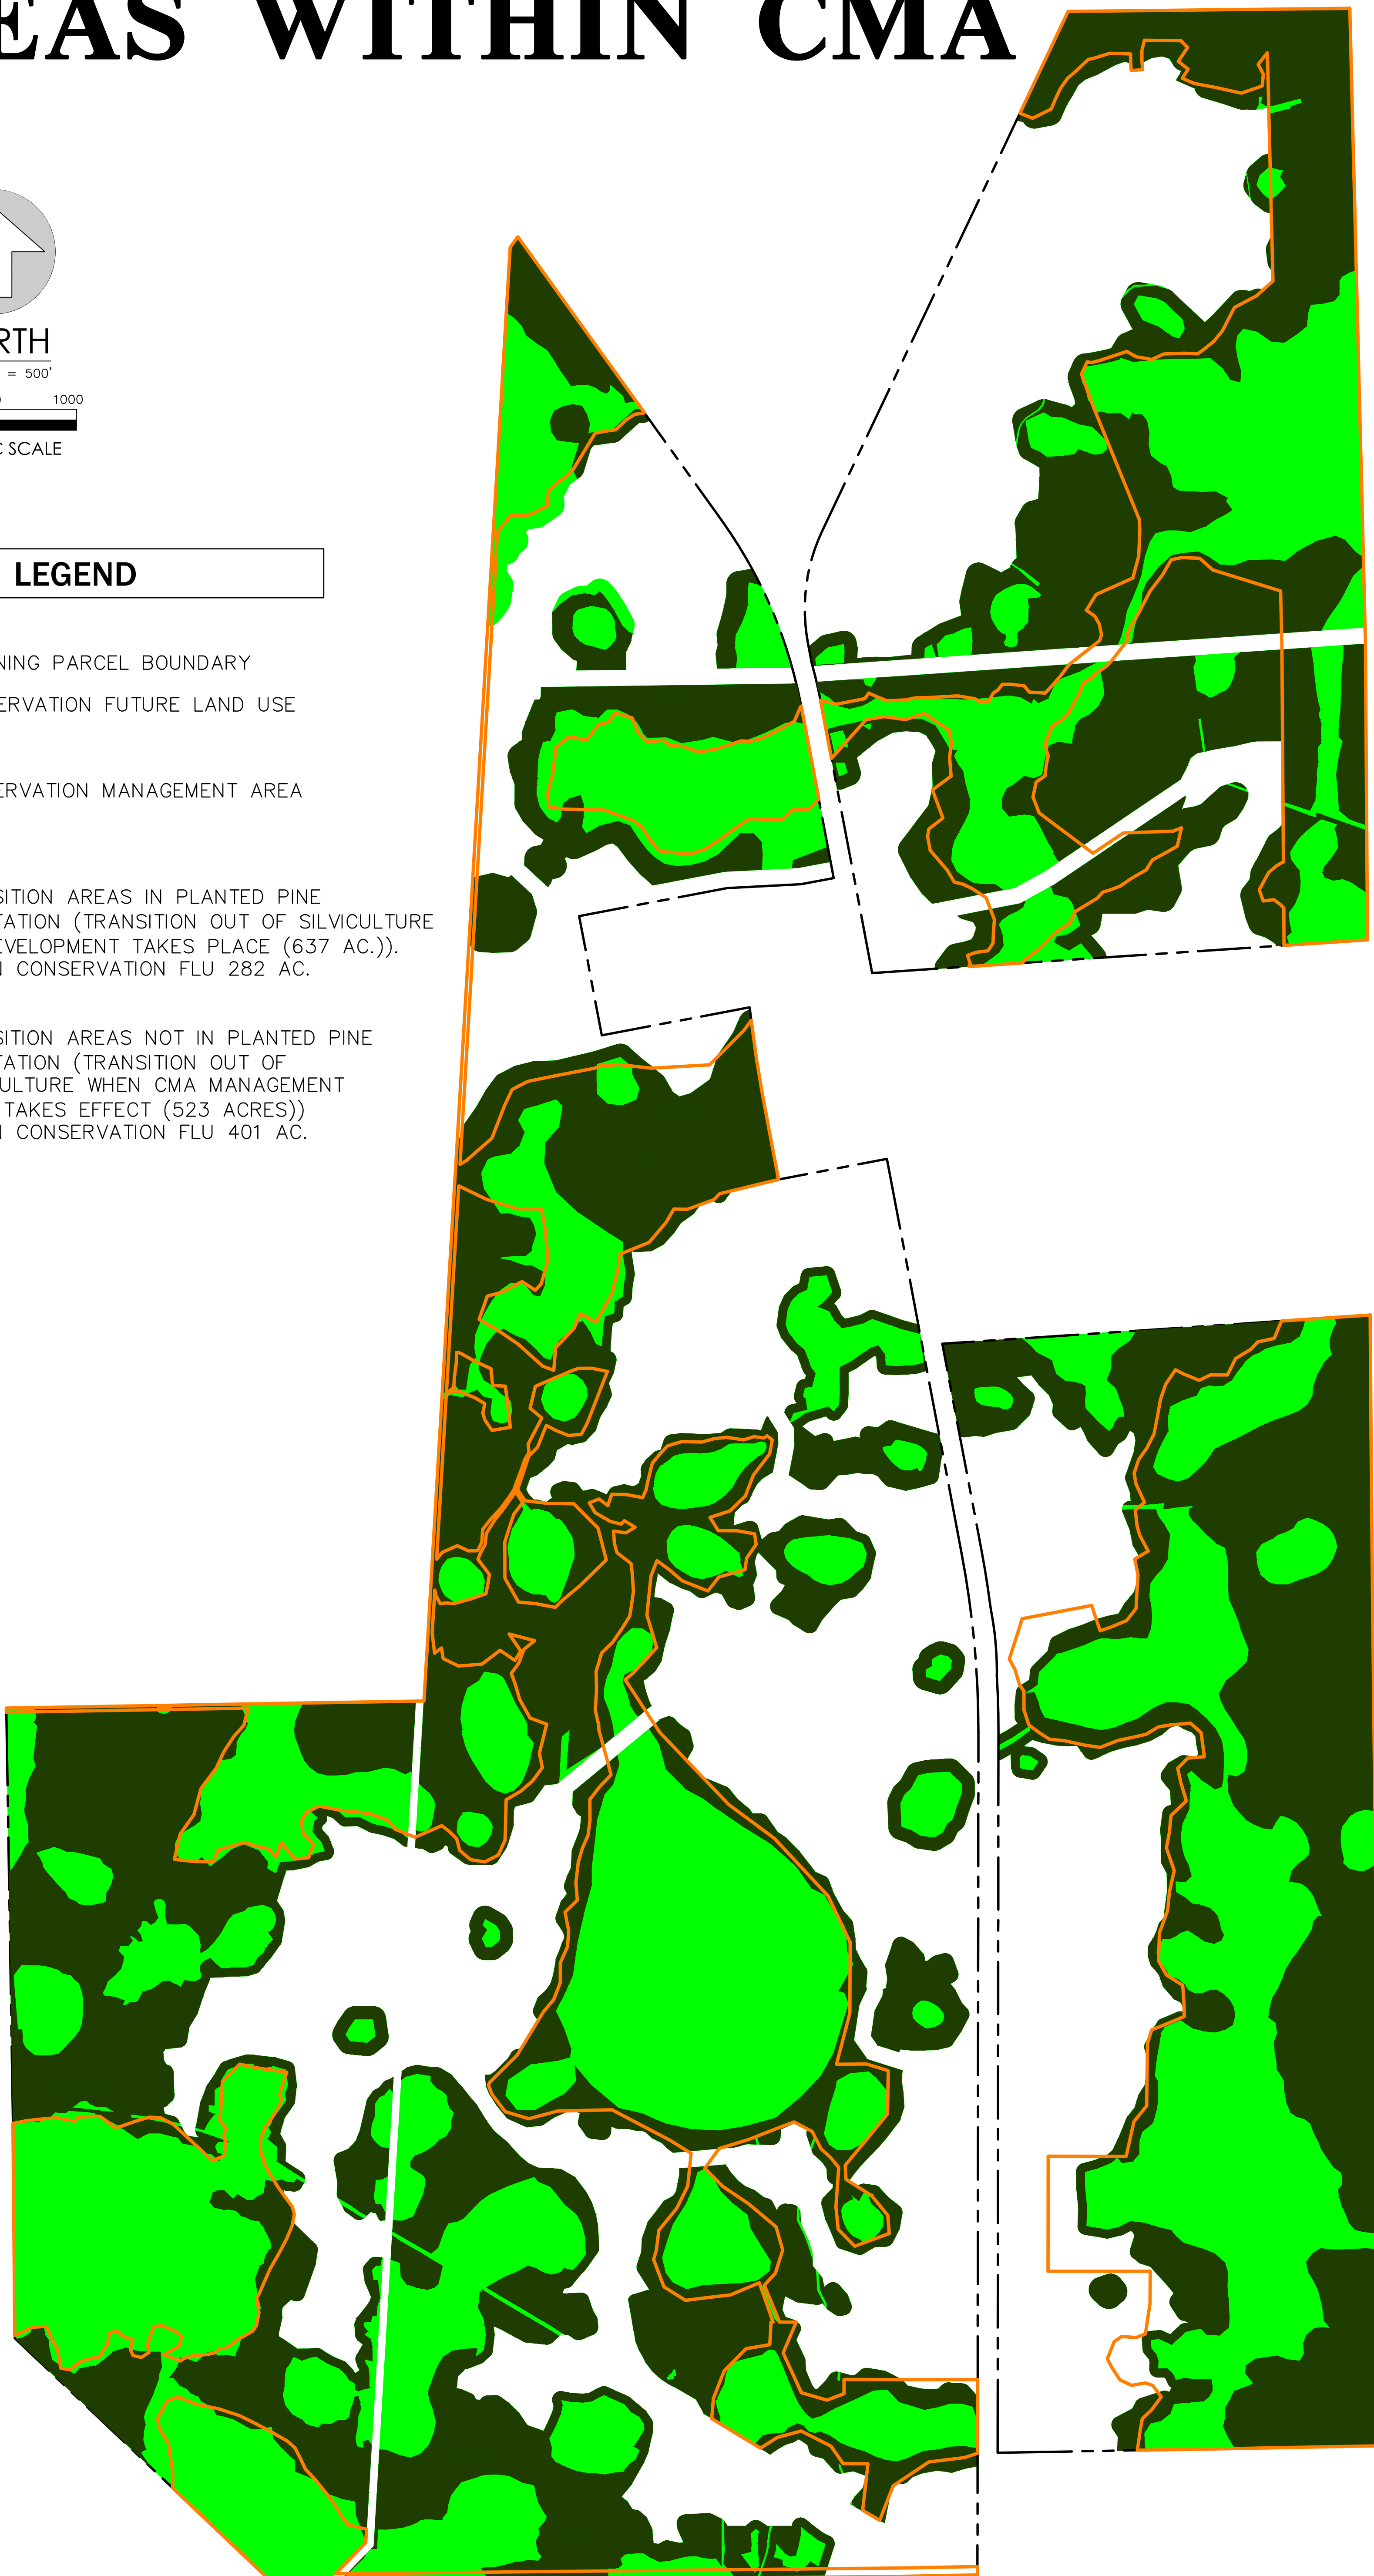 EAS WITHIN CMA
RTH
= 500'
1000
SCALE
LEGEND
NING PARCEL BOUNDARY
ERVATION FUTURE LAND USE
ERVATION MANAGEMENT AREA
SITION AREAS IN PLANTED PINE
TATION (TRANSITION OUT OF SILVICULTURE
EVELOPMENT TAKES PLACE (637 AC.)).
N CONSERVATION FLU 282 AC.
SITION AREAS NOT IN PLANTED PINE
TATION (TRANSITION OUT OF
ULTURE WHEN CMA MANAGEMENT
TAKES EFFECT (523 ACRES))
N CONSERVATION FLU 401 AC.